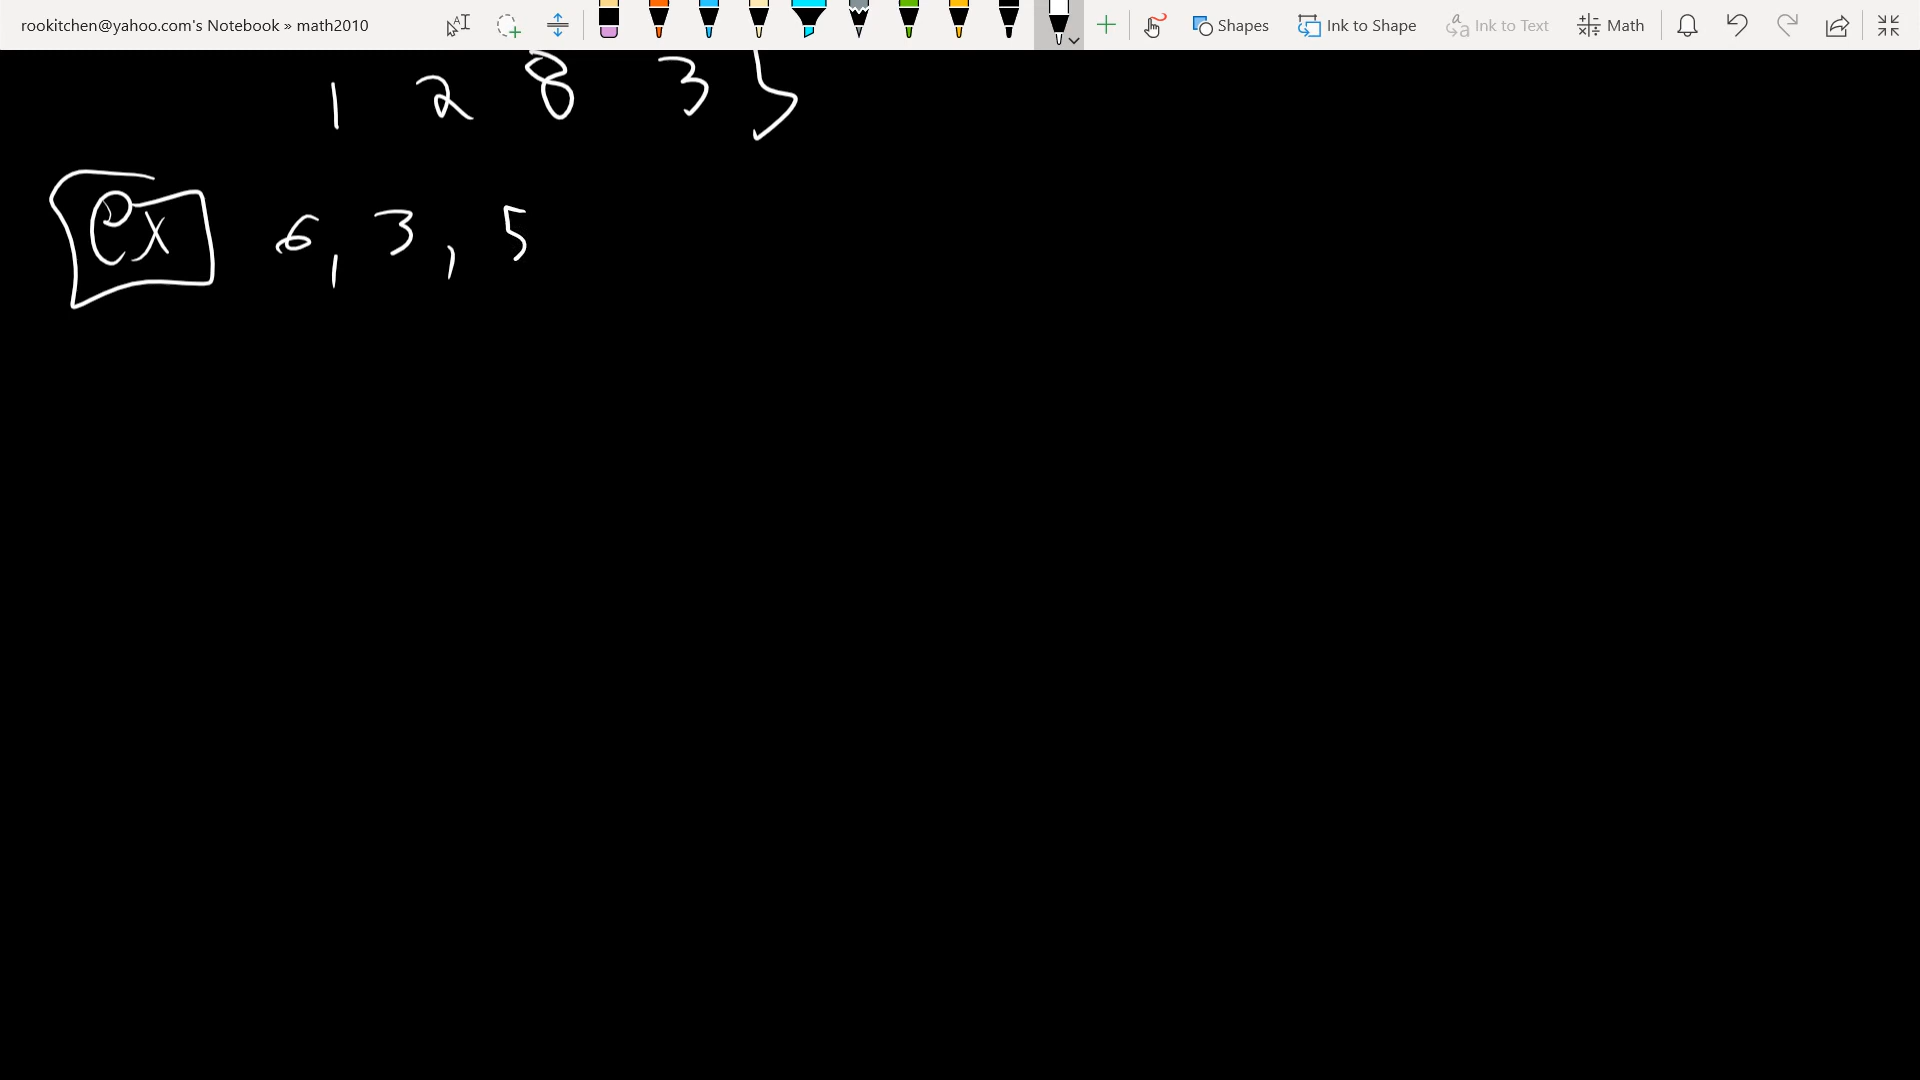 rookitchen@yahoo.com's Notebook » math2010 Shapes Ink to Shape Ink to Text Math
1 2 8 3 }
ex 6, 3, 5